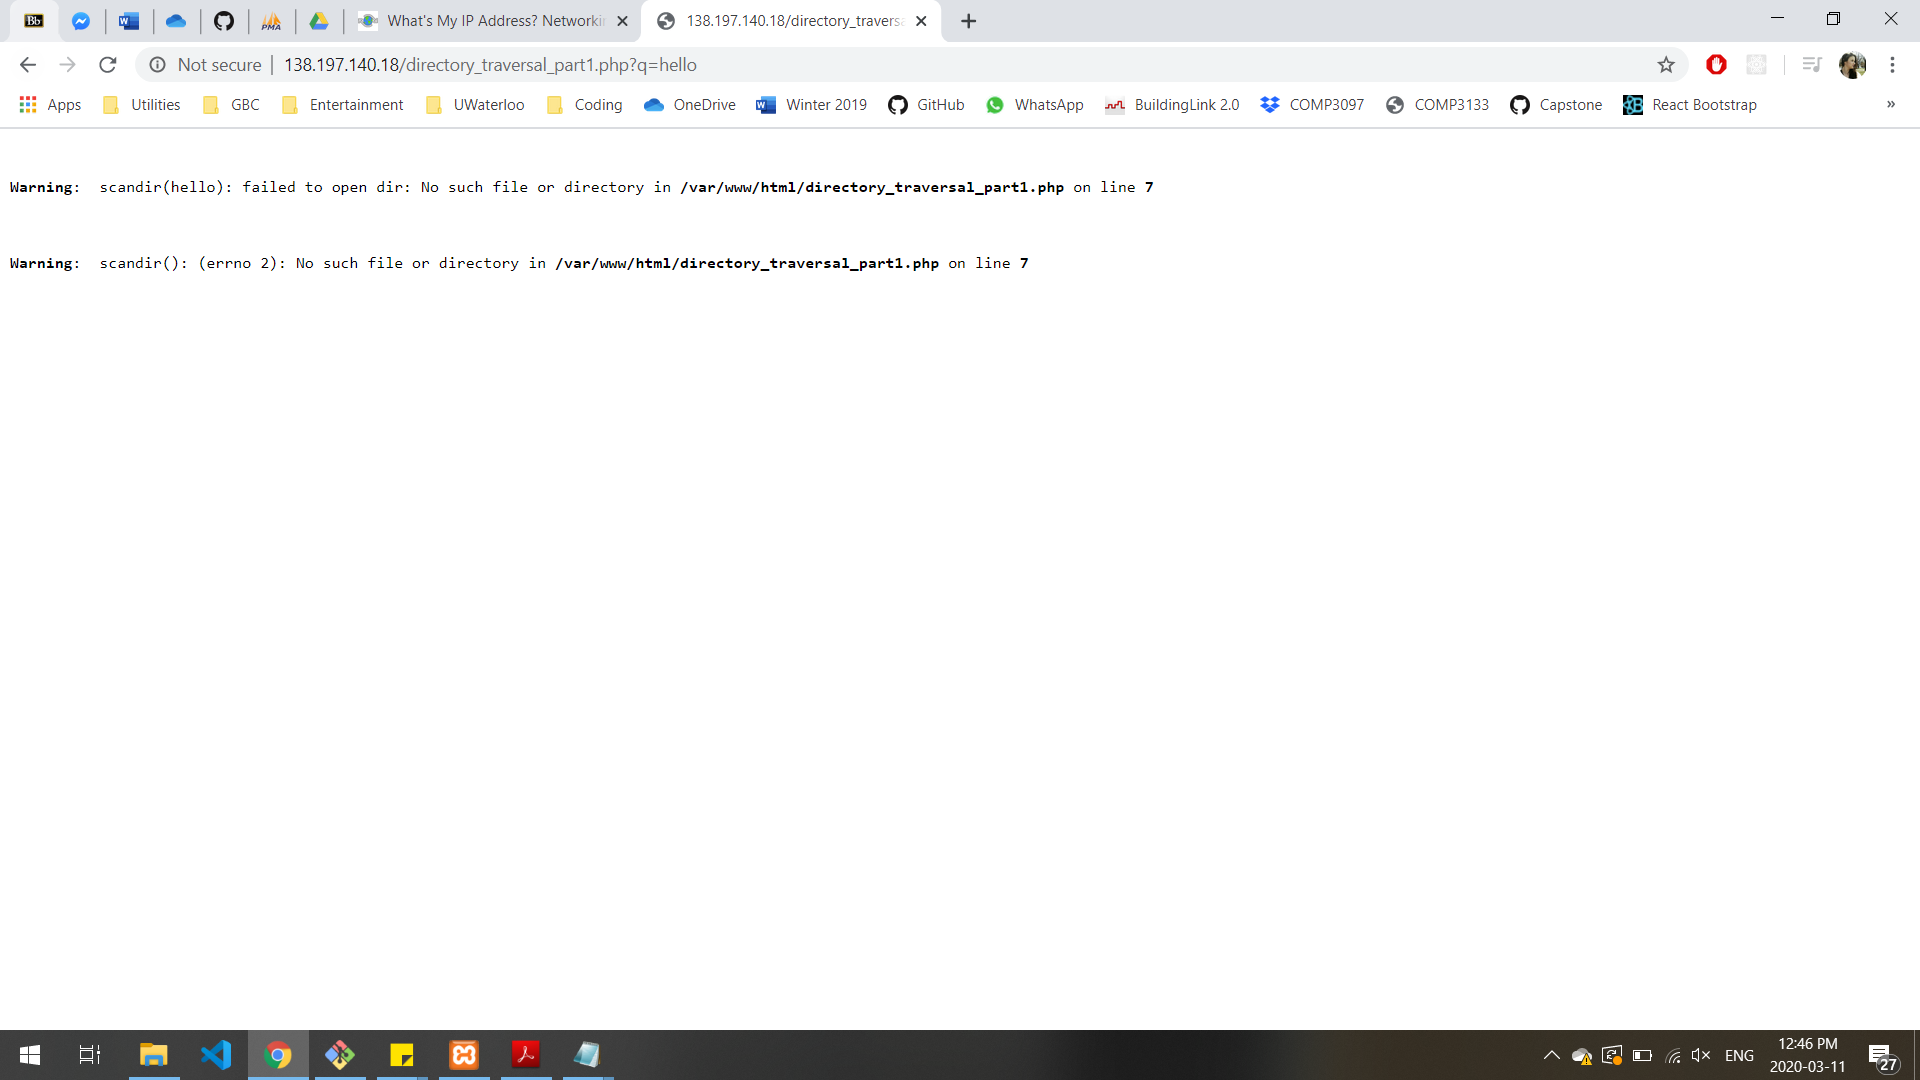 Bb
PMA
What's My IP Address? Networkin
138.197.140.18/directory_travers
Not secure | 138.197.140.18/directory_traversal_part1.php?q=hello
Apps Utilities GBC Entertainment UWaterloo Coding OneDrive Winter 2019 GitHub WhatsApp BuildingLink 2.0 COMP3097 COMP3133 Capstone React Bootstrap »
Warning:  scandir(hello): failed to open dir: No such file or directory in /var/www/html/directory_traversal_part1.php on line 7
Warning:  scandir(): (errno 2): No such file or directory in /var/www/html/directory_traversal_part1.php on line 7
ENG
12:46 PM
2020-03-11
27